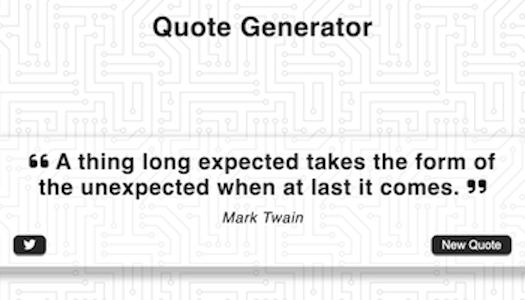 Quote Generator
“ A thing long expected takes the form of
the unexpected when at last it comes. ”
Mark Twain
New Quote